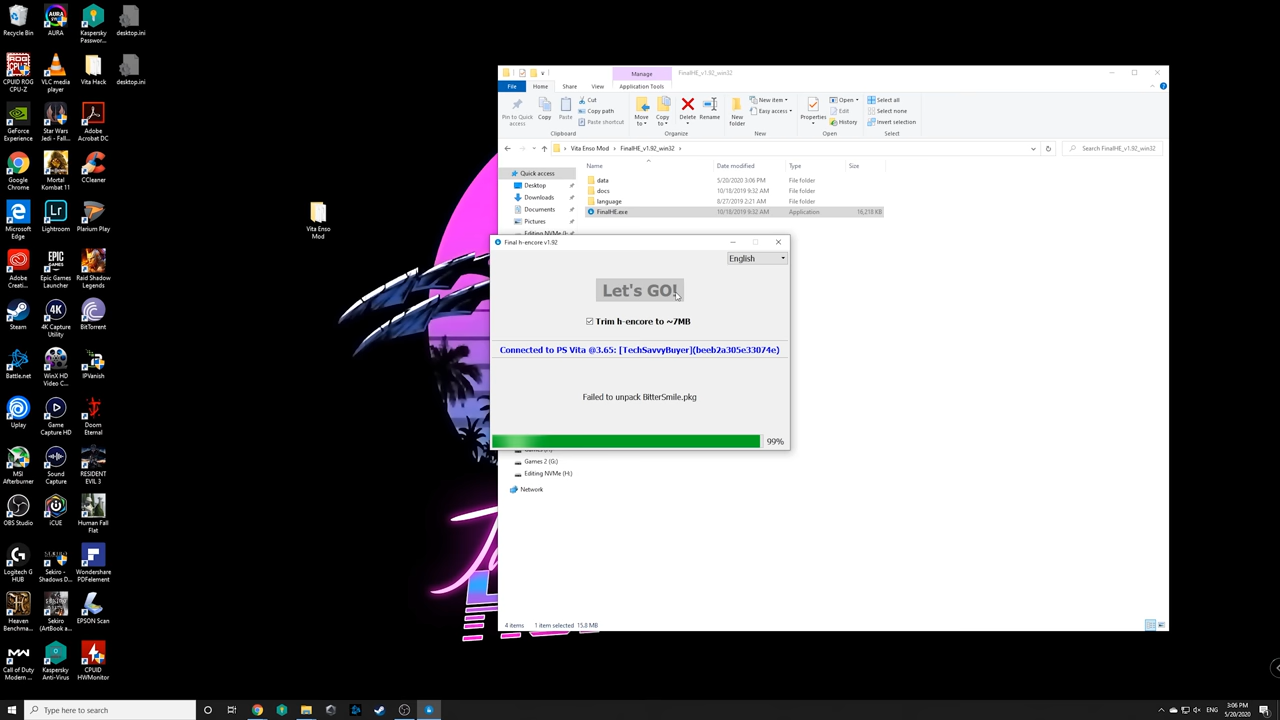 Recycle Bin
AURA
Kaspersky Passwor...
desktop.ini
CPUID ROG CPU-Z
VLC media player
Vita Hack
desktop.ini
GeForce Experience
Star Wars Jedi - Fall...
Adobe Acrobat DC
Google Chrome
Mortal Kombat 11
CCleaner
Microsoft Edge
Lightroom
Plarium Play
Adobe Creati...
Epic Games Launcher
Raid Shadow Legends
Steam
4K Capture Utility
BitTorrent
Battle.net
WinX HD Video C...
IPVanish
Uplay
Game Capture HD
Doom Eternal
MSI Afterburner
Sound Capture
RESIDENT EVIL 3
OBS Studio
iCUE
Human Fall Flat
Logitech G HUB
Sekiro - Shadows D...
Wondershare PDFelement
Heaven Benchma...
Sekiro (ArtBook a...
EPSON Scan
Call of Duty Modern ...
Kaspersky Anti-Virus
CPUID HWMonitor
Vita Enso Mod
Manage
FinalHE_v1.92_win32
File
Home
Share
View
Application Tools
Pin to Quick access
Copy
Paste
Cut
Copy path
Paste shortcut
Clipboard
Move to
Copy to
Delete
Rename
Organize
New folder
New item
Easy access
New
Properties
Open
Edit
History
Open
Select all
Select none
Invert selection
Select
Vita Enso Mod
FinalHE_v1.92_win32
Search FinalHE_v1.92_win32
Name
Date modified
Type
Size
Quick access
Desktop
Downloads
Documents
Pictures
data 5/20/2020 3:06 PM File folder
docs 10/18/2019 9:32 AM File folder
language 8/27/2019 2:21 AM File folder
FinalHE.exe 10/18/2019 9:32 AM Application 16,218 KB
Final h-encore v1.92
English
Let's GO!
Trim h-encore to ~7MB
Connected to PS Vita @3.65: [TechSavvyBuyer](beeb2a305e33074e)
Failed to unpack BitterSmile.pkg
99%
Games 2 (G:)
Editing NVMe (H:)
Network
4 items
1 item selected 15.8 MB
Type here to search
ENG
3:06 PM
5/20/2020